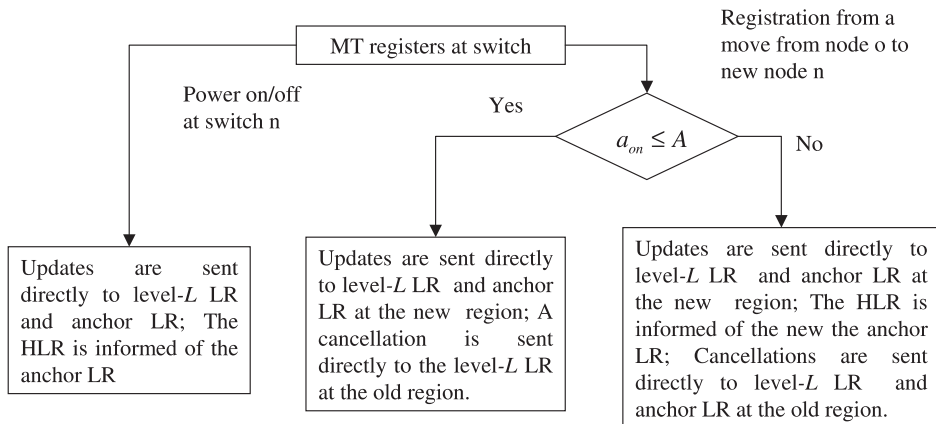 MT registers at switch
Registration from a
move from node o to
new node n
Power on/off
at switch n
Yes
a_on ≤ A
No
Updates are sent
directly to level-L LR
and anchor LR; The
HLR is informed of the
anchor LR
Updates are sent directly
to level-L LR and anchor
LR at the new region; A
cancellation is sent
directly to the level-L LR
at the old region.
Updates are sent directly to
level-L LR and anchor LR at
the new region; The HLR is
informed of the new the anchor
LR; Cancellations are sent
directly to level-L LR and
anchor LR at the old region.